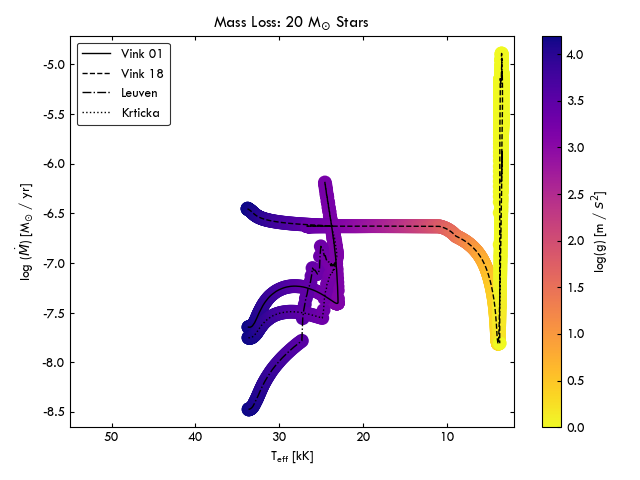 Mass Loss: 20 M⊙ Stars
Vink 01
Vink 18
Leuven
Krticka
log (Ṁ) [M⊙ / yr]
-5.0
-5.5
-6.0
-6.5
-7.0
-7.5
-8.0
-8.5
50
40
30
20
10
T_eff [kK]
4.0
3.5
3.0
2.5
2.0
1.5
1.0
0.5
0.0
log(g) [m / S²]